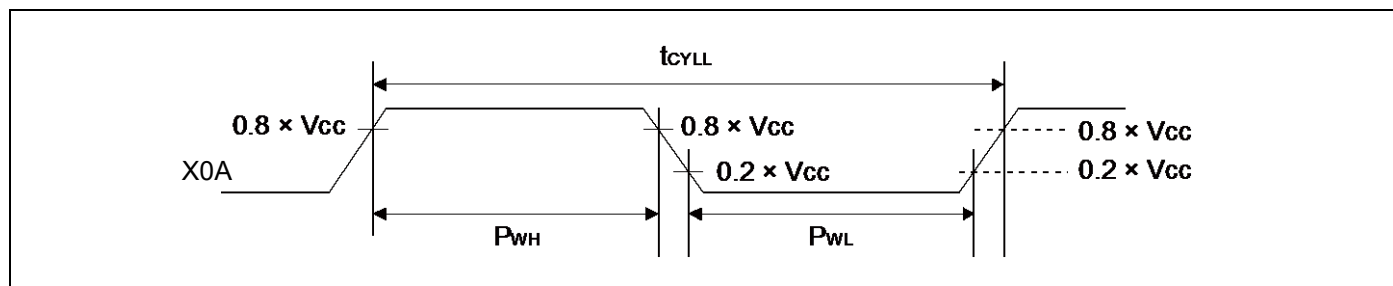 tCYLL
0.8 × Vcc
0.8 × Vcc
0.8 × Vcc
X0A
0.2 × Vcc
0.2 × Vcc
PWH
PWL